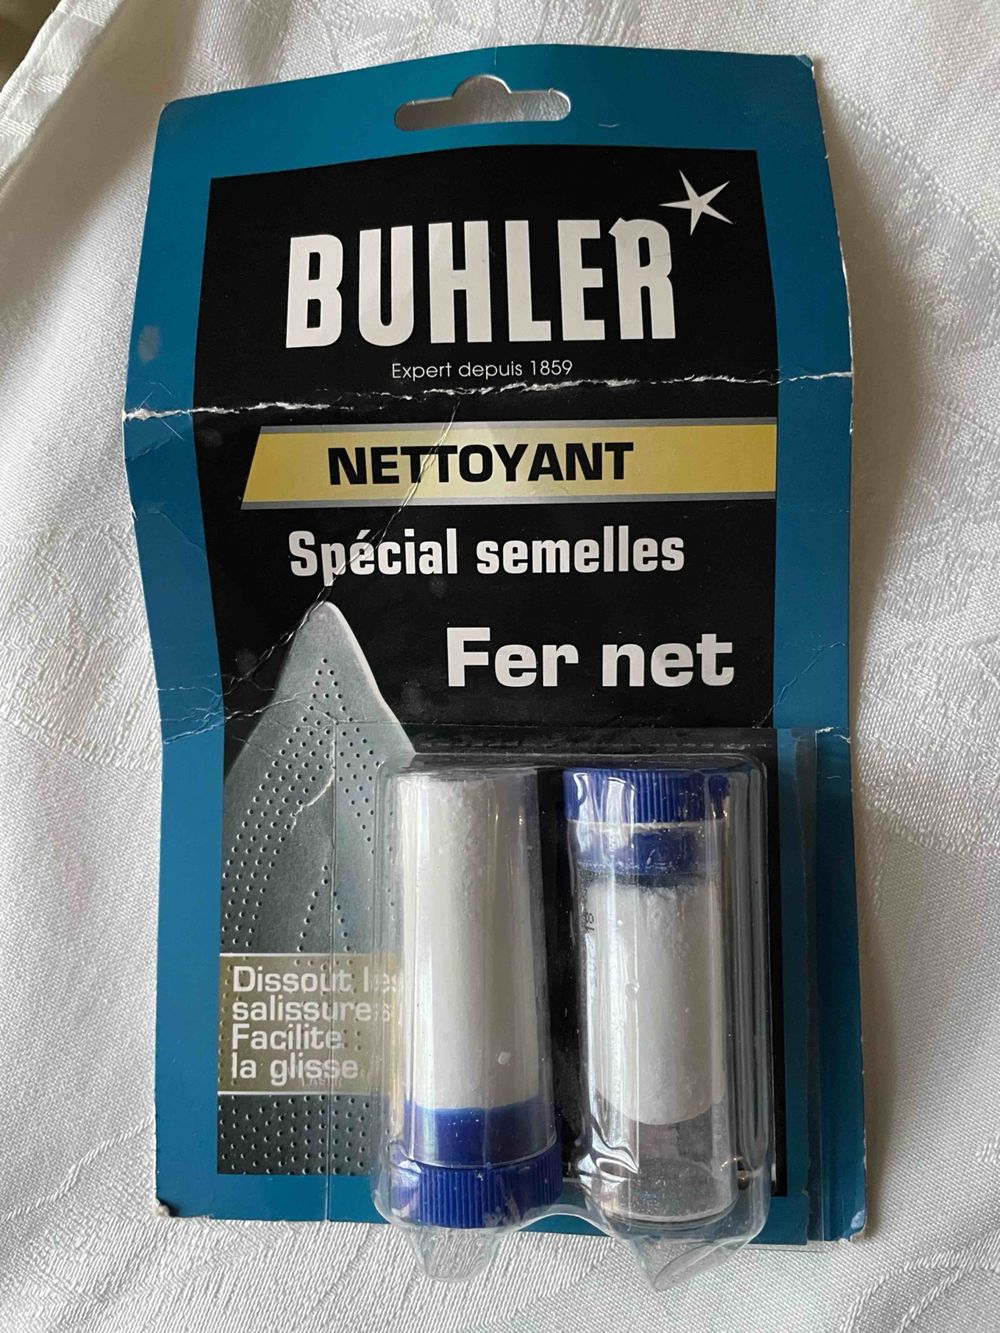 BUHLER
Expert depuis 1859
NETTOYANT
Spécial semelles
Fer net
Dissout les
salissures
Facilite
la glisse